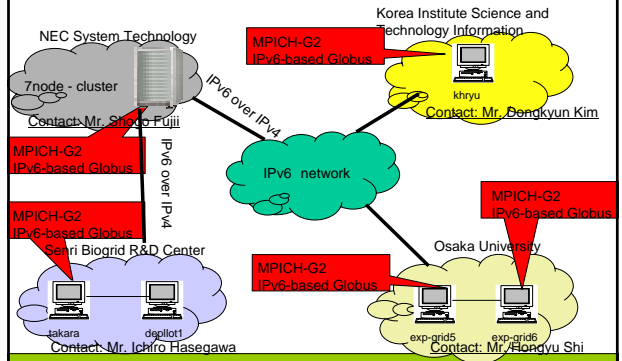 Korea Institute Science and
Technology Information
NEC System Technology
MPICH-G2
IPv6-based Globus
7node - cluster
khryu
Contact: Mr. Dongkyun Kim
Contact: Mr. Shogo Fujii
IPv6 over IPv4
MPICH-G2
IPv6-based Globus
IPv6 over IPv4
IPv6 network
MPICH-G2
IPv6-based Globus
MPICH-G2
IPv6-based Globus
Senri Biogrid R&D Center
Osaka University
MPICH-G2
IPv6-based Globus
takara
depllot1
Contact: Mr. Ichiro Hasegawa
exp-grid5
exp-grid6
Contact: Mr. Hongyu Shi